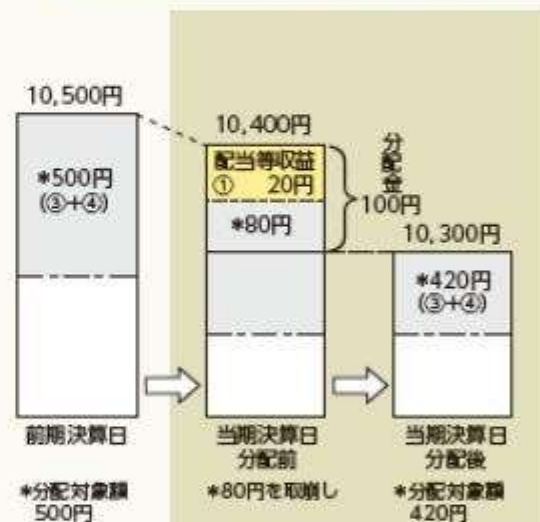 10,500円
*500円
(③+④)
前期決算日
*分配対象額
500円
10,400円
配当等収益
① 20円
*80円
分配金
100円
当期決算日
分配前
*80円を取崩し
10,300円
*420円
(③+④)
当期決算日
分配後
*分配対象額
420円